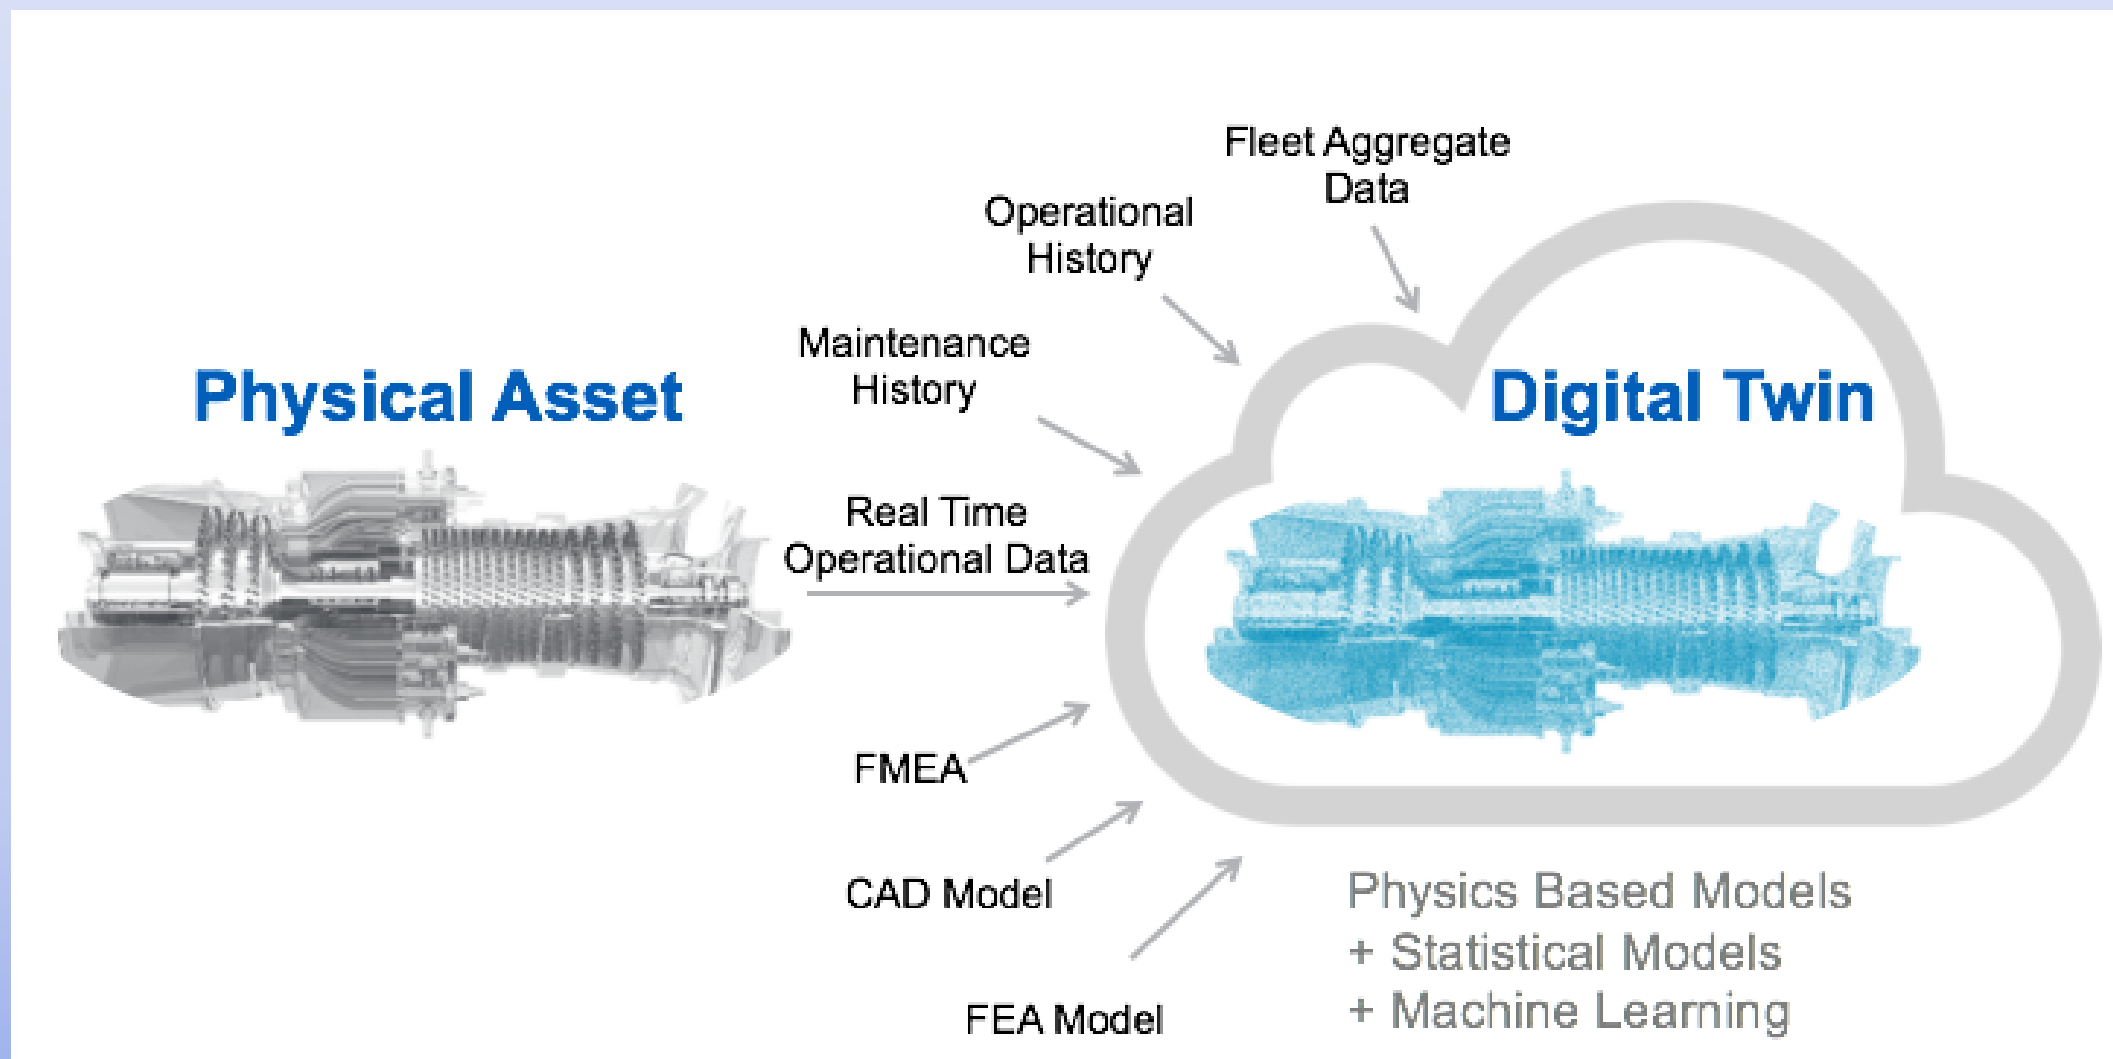 Fleet Aggregate
Data
Operational
History
Maintenance
History
Physical Asset
Digital Twin
Real Time
Operational Data
FMEA
CAD Model
FEA Model
Physics Based Models
+ Statistical Models
+ Machine Learning